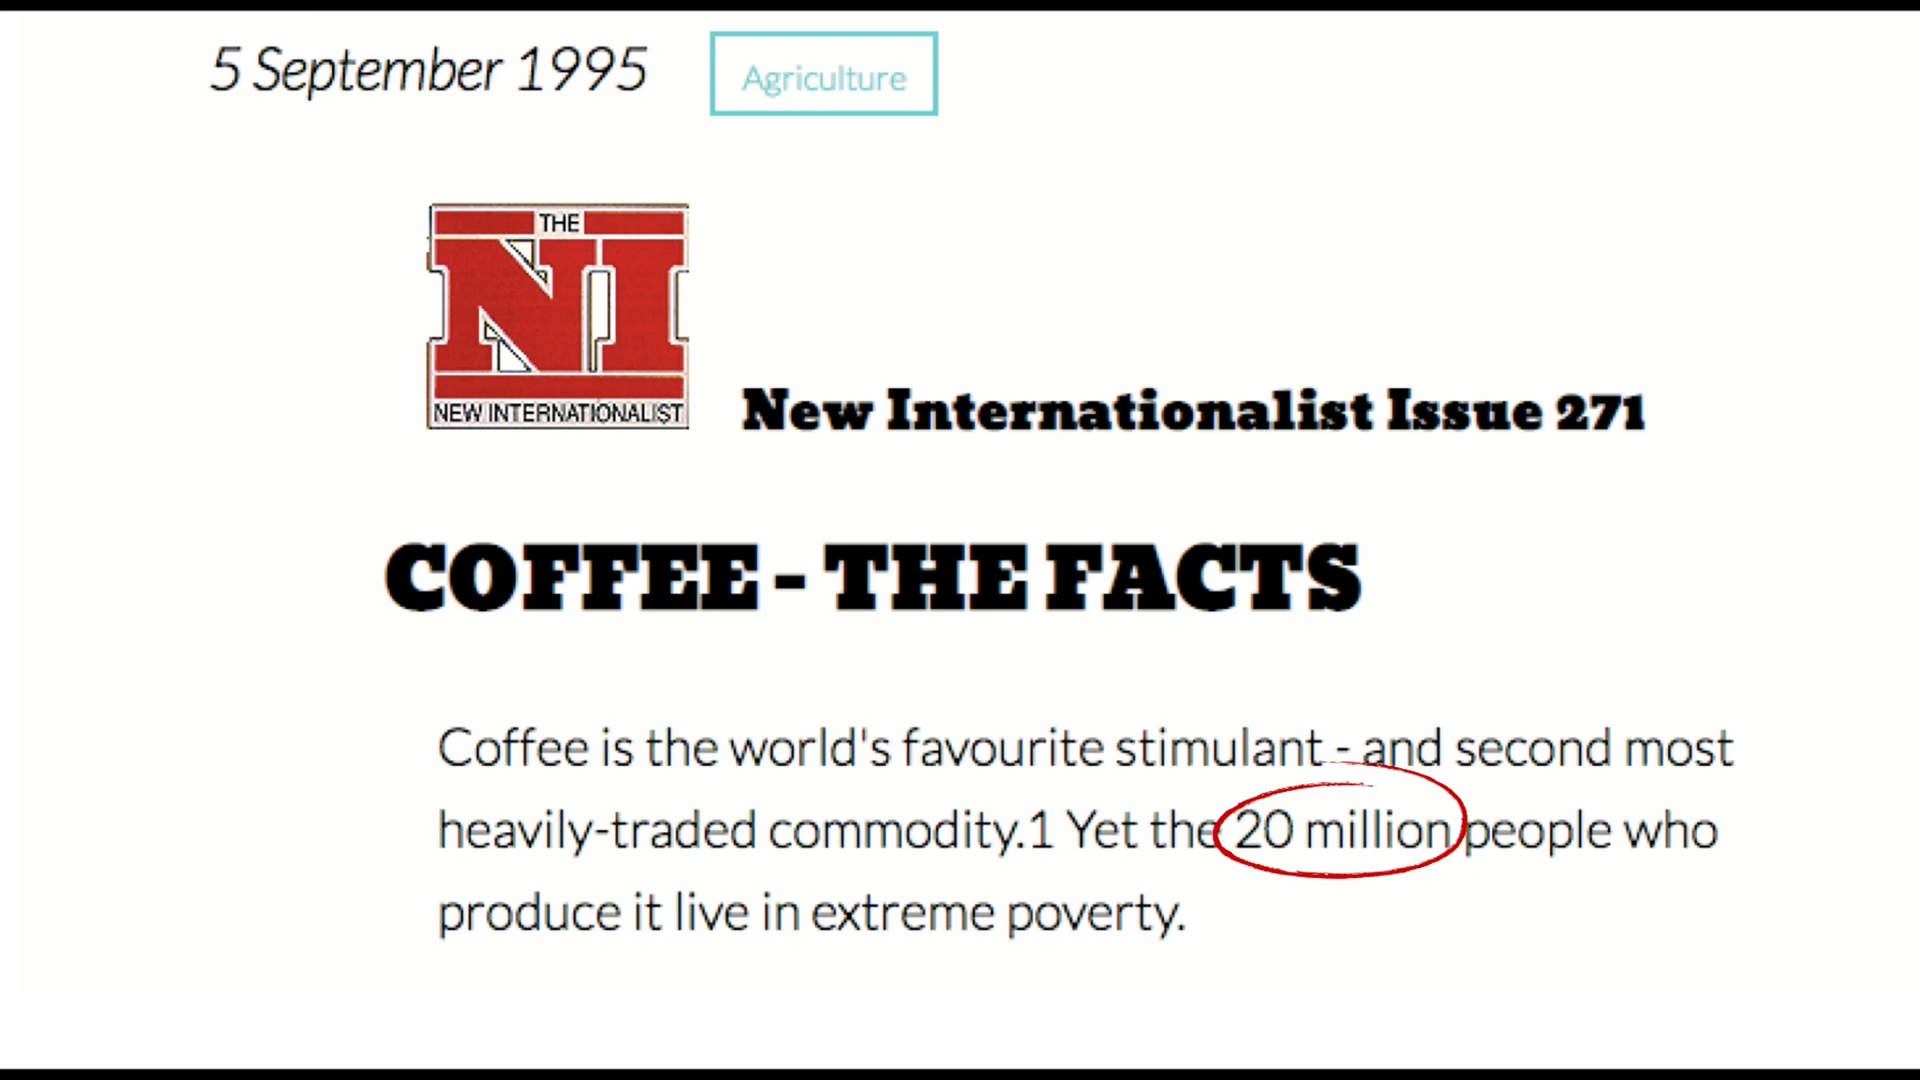 5 September 1995 Agriculture
THE
NI
NEW INTERNATIONALIST
New Internationalist Issue 271
COFFEE - THE FACTS
Coffee is the world's favourite stimulant - and second most
heavily-traded commodity.1 Yet the 20 million people who
produce it live in extreme poverty.